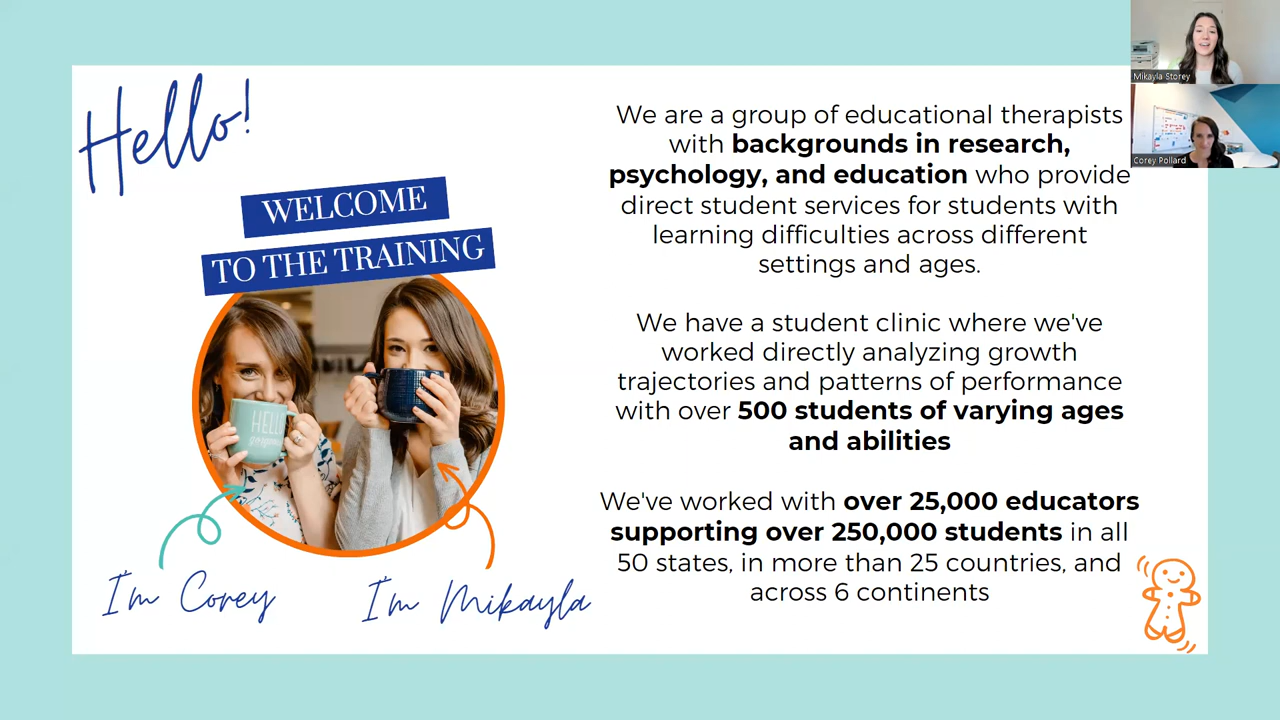 Hello!
WELCOME
TO THE TRAINING
HELLO
I'm Corey
I'm Mikayla
We are a group of educational therapists
with backgrounds in research,
psychology, and education who provide
direct student services for students with
learning difficulties across different
settings and ages.
We have a student clinic where we've
worked directly analyzing growth
trajectories and patterns of performance
with over 500 students of varying ages
and abilities
We've worked with over 25,000 educators
supporting over 250,000 students in all
50 states, in more than 25 countries, and
across 6 continents
Mikayla Storey
Corey Pollard